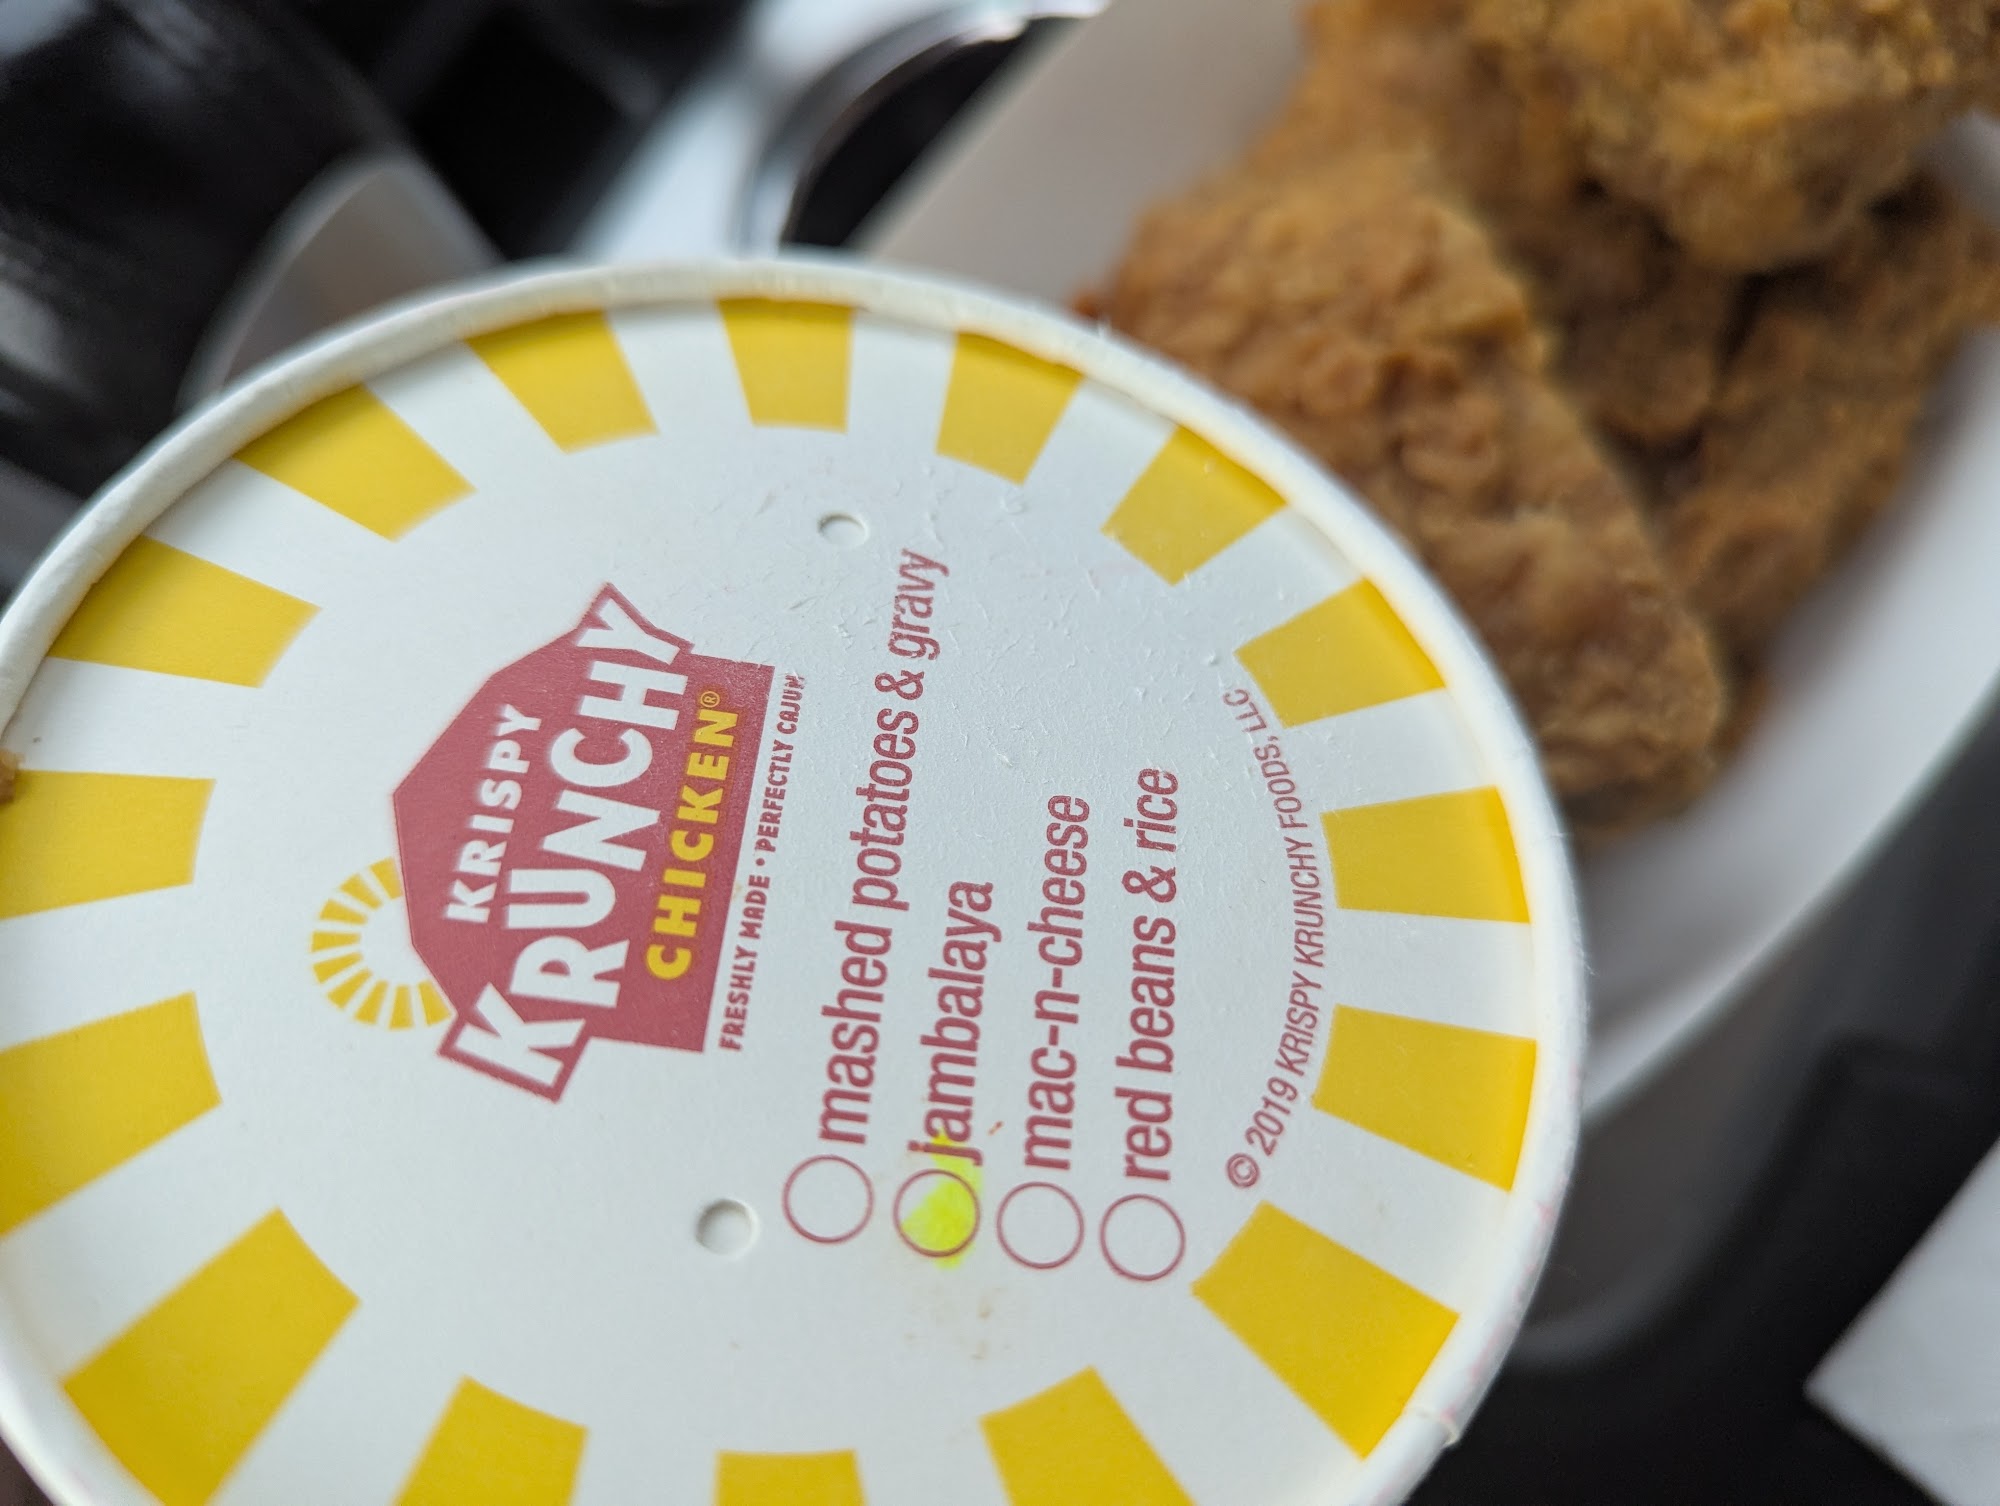 KRISPY
KRUNCHY
CHICKEN®
FRESHLY MADE • PERFECTLY CAJUN
mashed potatoes & gravy
jambalaya
mac-n-cheese
red beans & rice
© 2019 KRISPY KRUNCHY FOODS, LLC